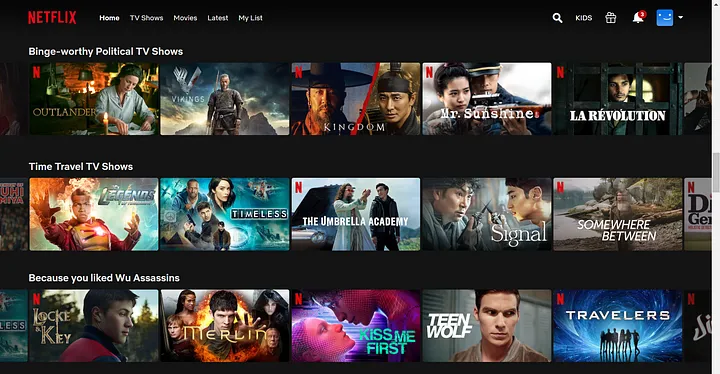 NETFLIX Home TV Shows Movies Latest My List KIDS
Binge-worthy Political TV Shows
N OUTLANDER
VIKINGS
N KINGDOM
N Mr. Sunshine
N LA RÉVOLUTION
Time Travel TV Shows
LEGENDS
TIMELESS
N THE UMBRELLA ACADEMY
Signal
N SOMEWHERE BETWEEN
N
Because you liked Wu Assassins
N LOCKE & KEY
MERLIN
N KISS ME FIRST
TEEN WOLF
N TRAVELERS
N